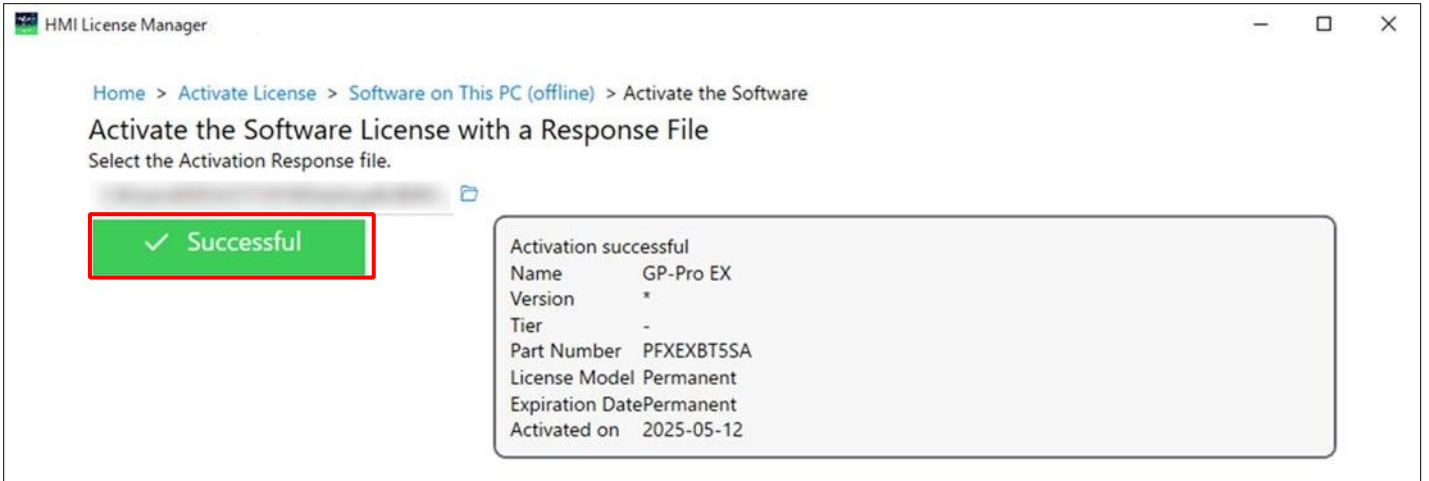 HMI License Manager
Home > Activate License > Software on This PC (offline) > Activate the Software
Activate the Software License with a Response File
Select the Activation Response file.
Successful
Activation successful
Name GP-Pro EX
Version *
Tier -
Part Number PFXEXBT5SA
License Model Permanent
Expiration DatePermanent
Activated on 2025-05-12